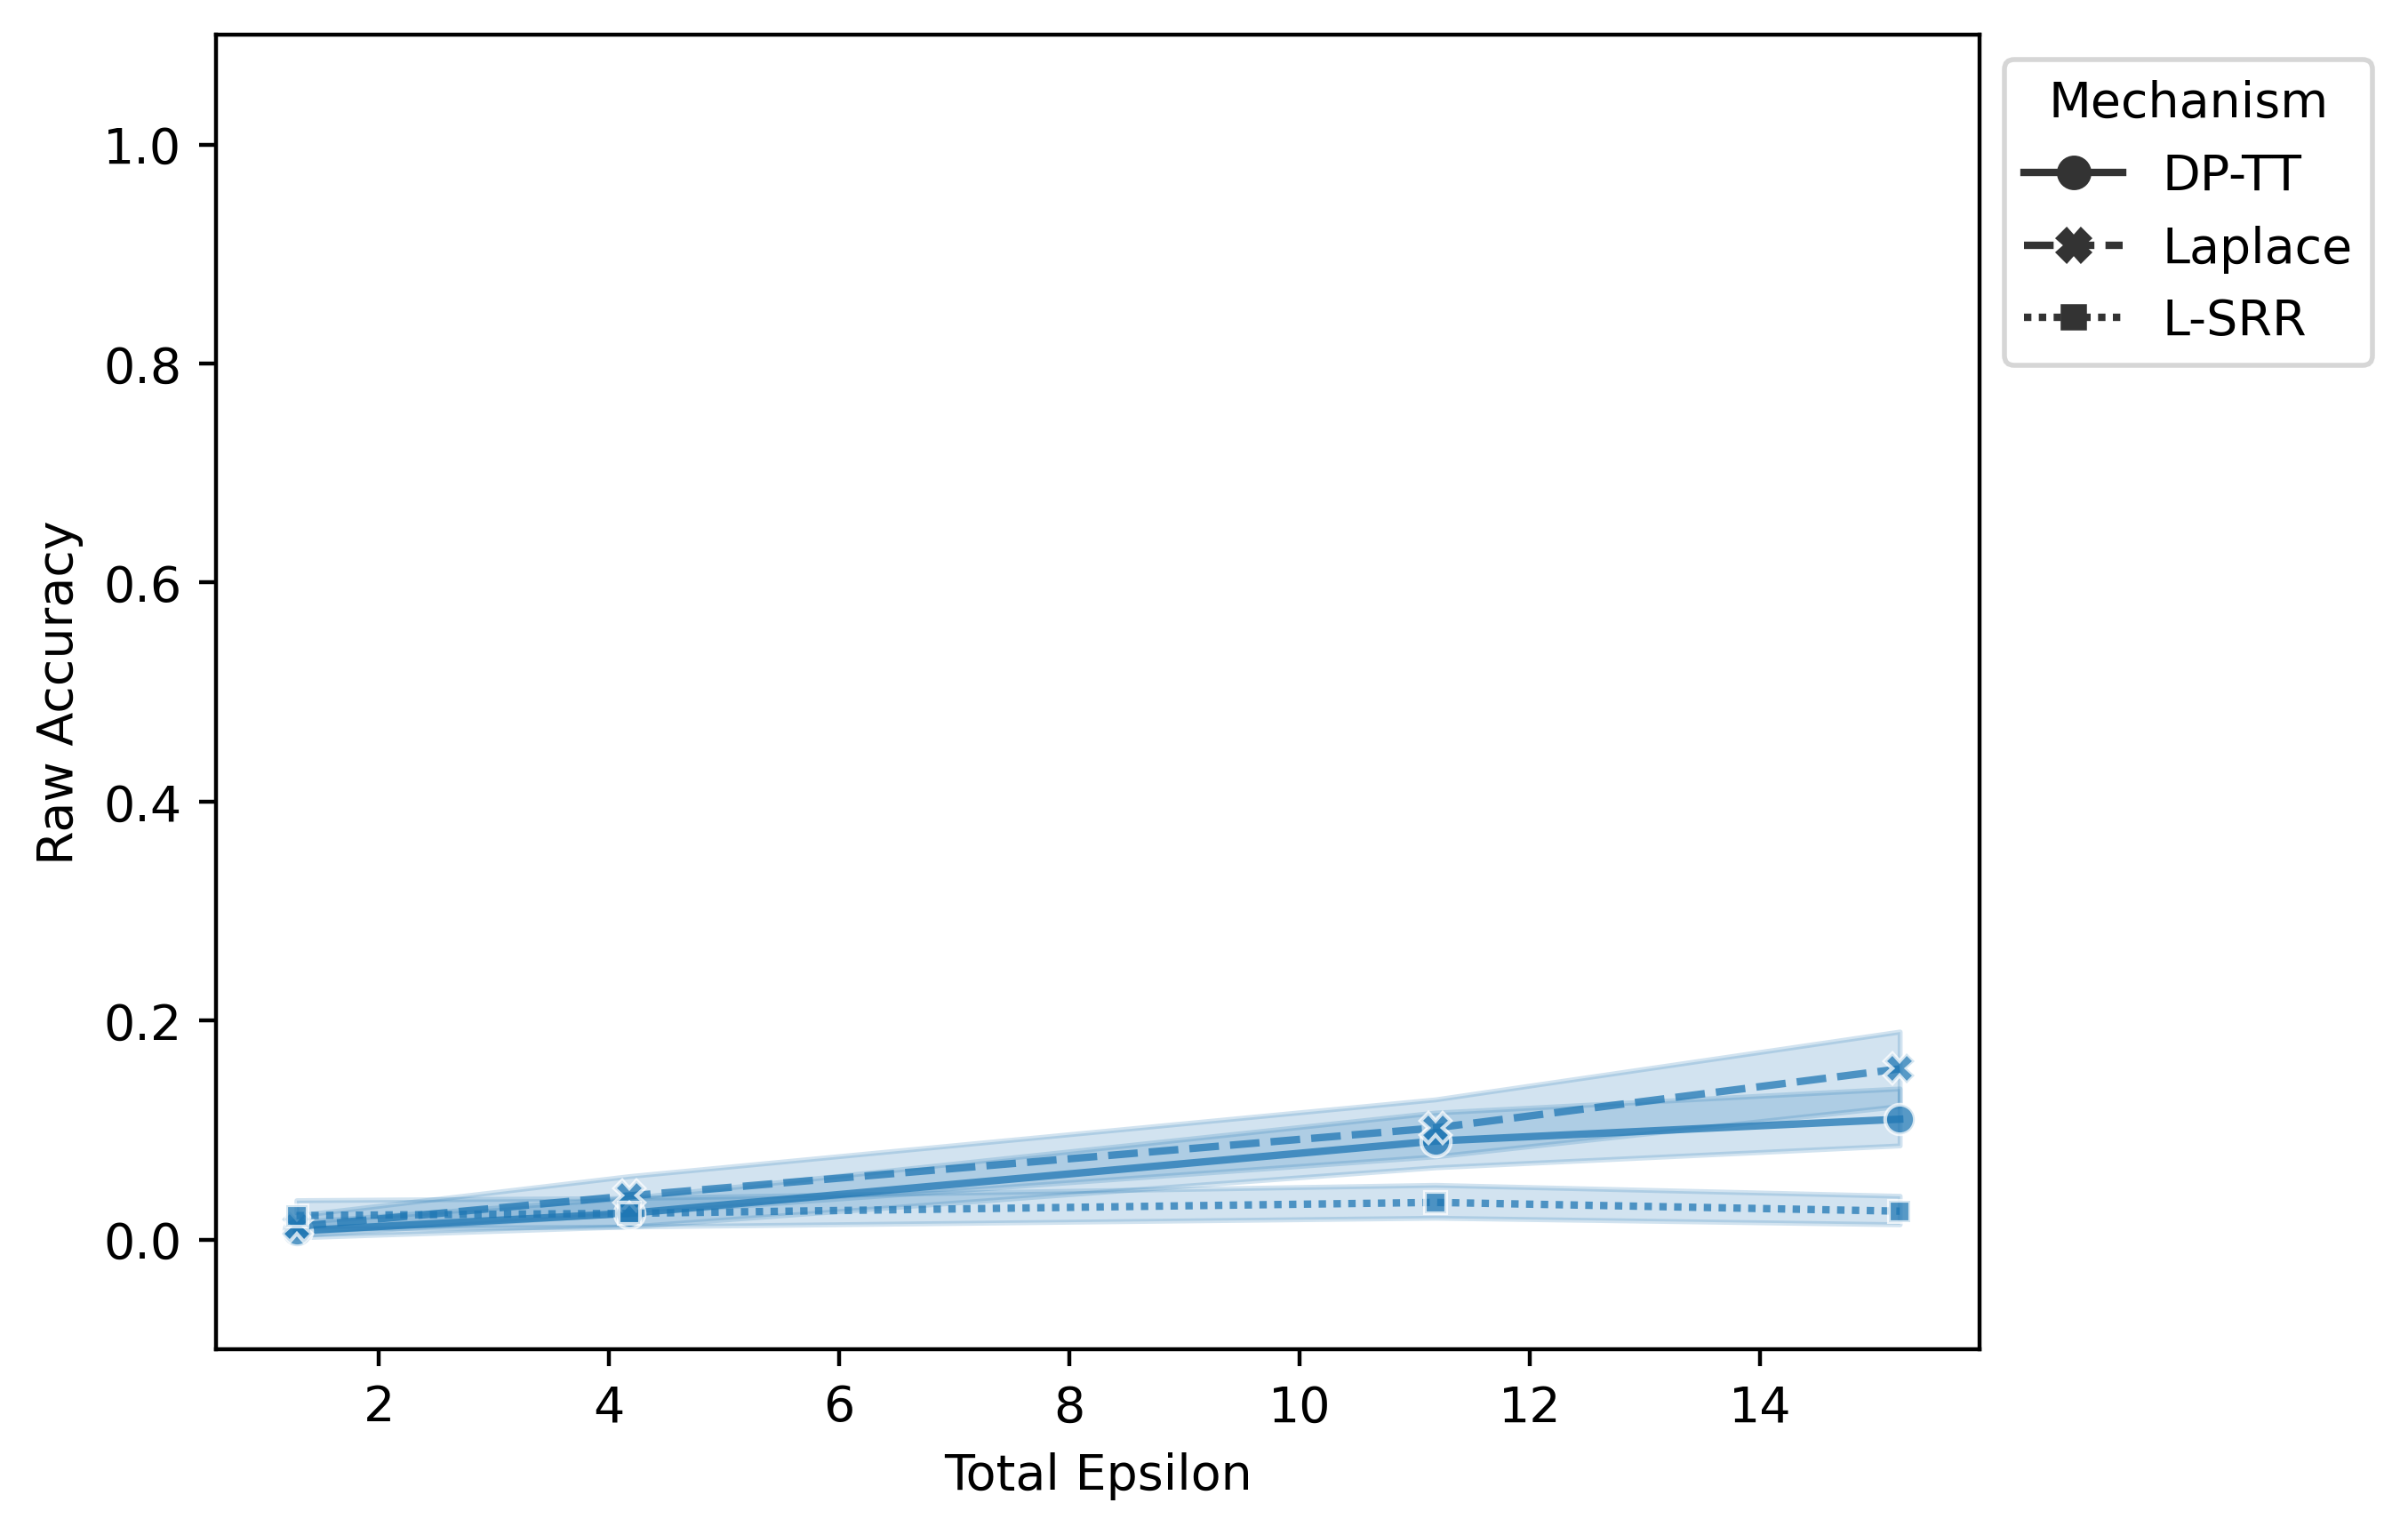 1.0
0.8
0.6
0.4
0.2
0.0
Raw Accuracy
2 4 6 8 10 12 14
Total Epsilon
Mechanism
DP-TT
Laplace
L-SRR